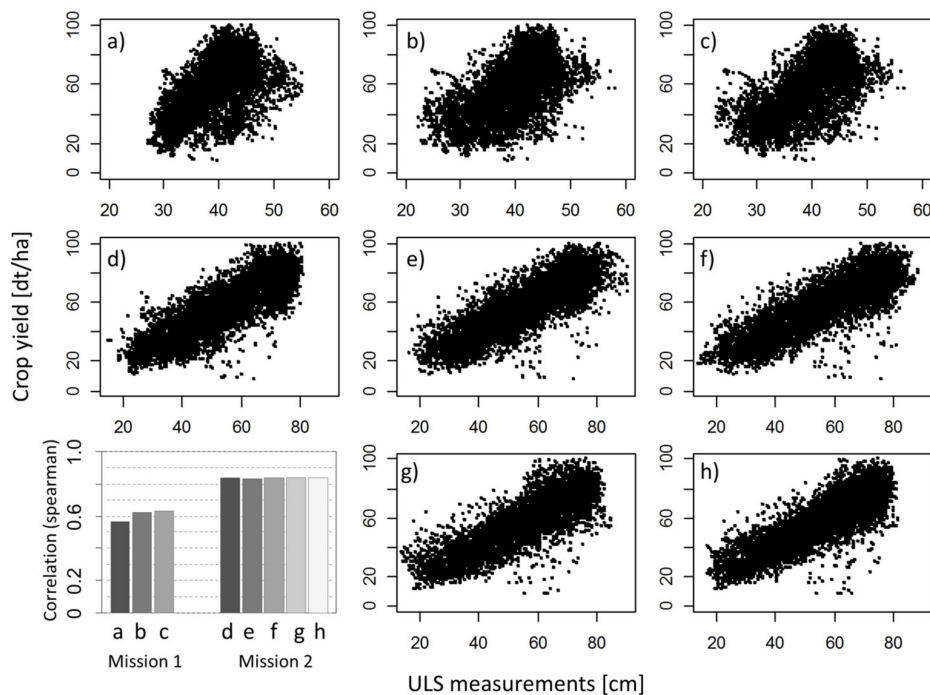 a)
b)
c)
0 20 60 100
0 20 60 100
0 20 60 100
20 30 40 50 60
20 30 40 50 60
20 30 40 50 60
Crop yield [dt/ha]
d)
e)
f)
0 20 60 100
0 20 60 100
0 20 60 100
20 40 60 80
20 40 60 80
20 40 60 80
Correlation (spearman)
0 0.2 0.6 1.0
a b c d e f g h
Mission 1 Mission 2
g)
h)
0 20 60 100
0 20 60 100
20 40 60 80
20 40 60 80
ULS measurements [cm]